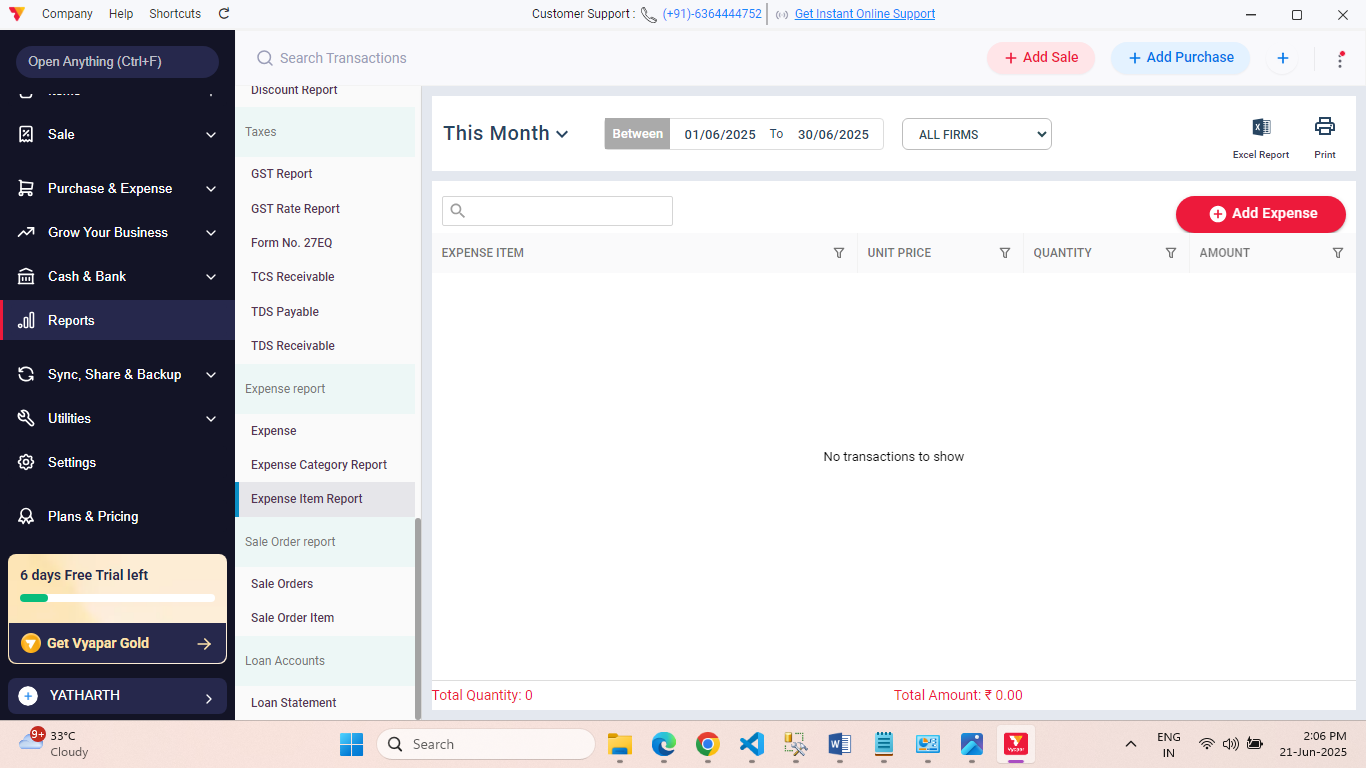 Company Help Shortcuts
Customer Support : (+91)-6364444752 Get Instant Online Support
Open Anything (Ctrl+F)
Sale
Purchase & Expense
Grow Your Business
Cash & Bank
Reports
Sync, Share & Backup
Utilities
Settings
Plans & Pricing
6 days Free Trial left
Get Vyapar Gold
YATHARTH
Search Transactions
Add Sale
Add Purchase
Discount Report
Taxes
GST Report
GST Rate Report
Form No. 27EQ
TCS Receivable
TDS Payable
TDS Receivable
Expense report
Expense
Expense Category Report
Expense Item Report
Sale Order report
Sale Orders
Sale Order Item
Loan Accounts
Loan Statement
This Month
Between 01/06/2025 To 30/06/2025
ALL FIRMS
Excel Report
Print
Add Expense
EXPENSE ITEM UNIT PRICE QUANTITY AMOUNT
No transactions to show
Total Quantity: 0 Total Amount: ₹ 0.00
9+
33°C
Cloudy
Search
Vyapar
ENG
IN
2:06 PM
21-Jun-2025